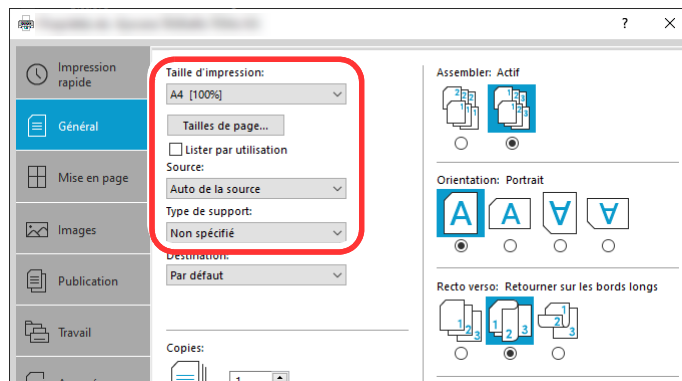 ?
Impression
rapide
Général
Mise en page
Images
Publication
Travail
Taille d'impression:
A4 [100%]
Tailles de page...
Lister par utilisation
Source:
Auto de la source
Type de support:
Non spécifié
Destination:
Par défaut
Copies:
1
Assembler: Actif
Orientation: Portrait
Recto verso: Retourner sur les bords longs